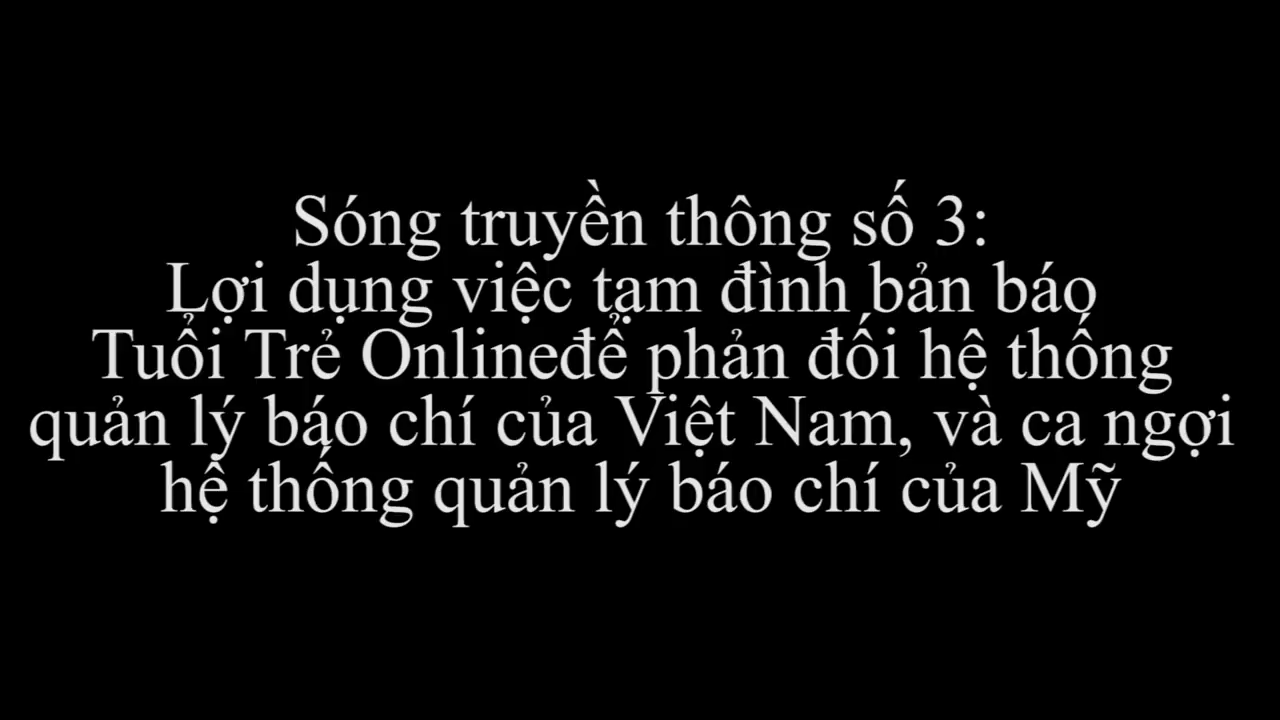 Sóng truyền thông số 3:
Lợi dụng việc tạm đình bản báo
Tuổi Trẻ Onlineđể phản đối hệ thống
quản lý báo chí của Việt Nam, và ca ngợi
hệ thống quản lý báo chí của Mỹ